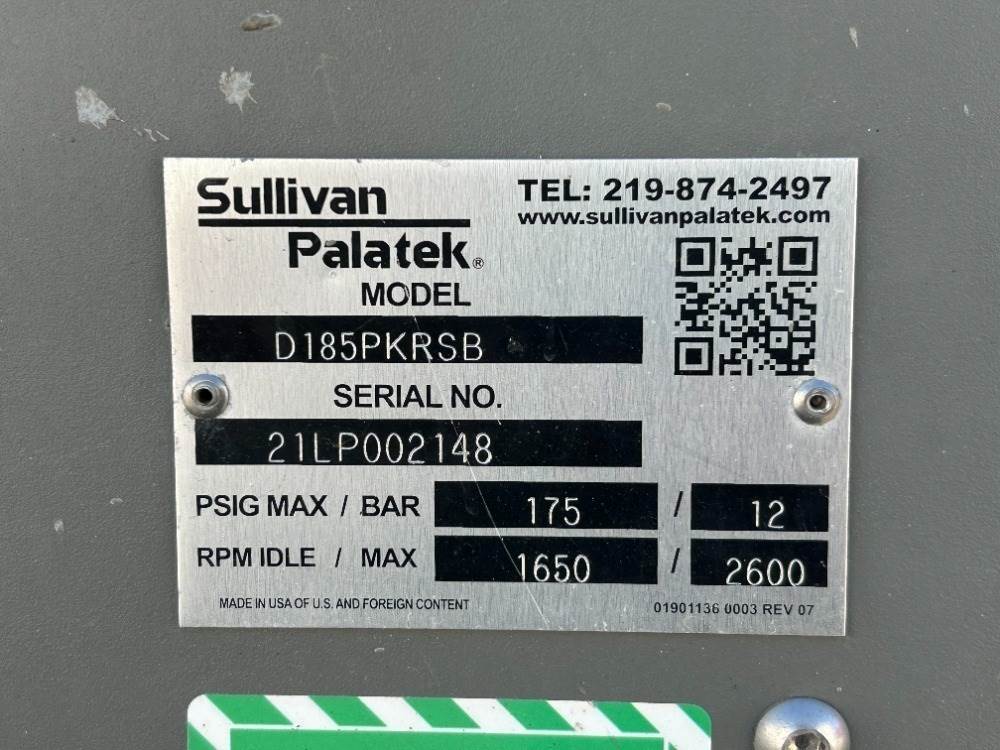 Sullivan
Palatek®
TEL: 219-874-2497
www.sullivanpalatek.com
MODEL
D185PKRSB
SERIAL NO.
21LP002148
PSIG MAX / BAR 175 / 12
RPM IDLE / MAX 1650 / 2600
MADE IN USA OF U.S. AND FOREIGN CONTENT
01901136 0003 REV 07